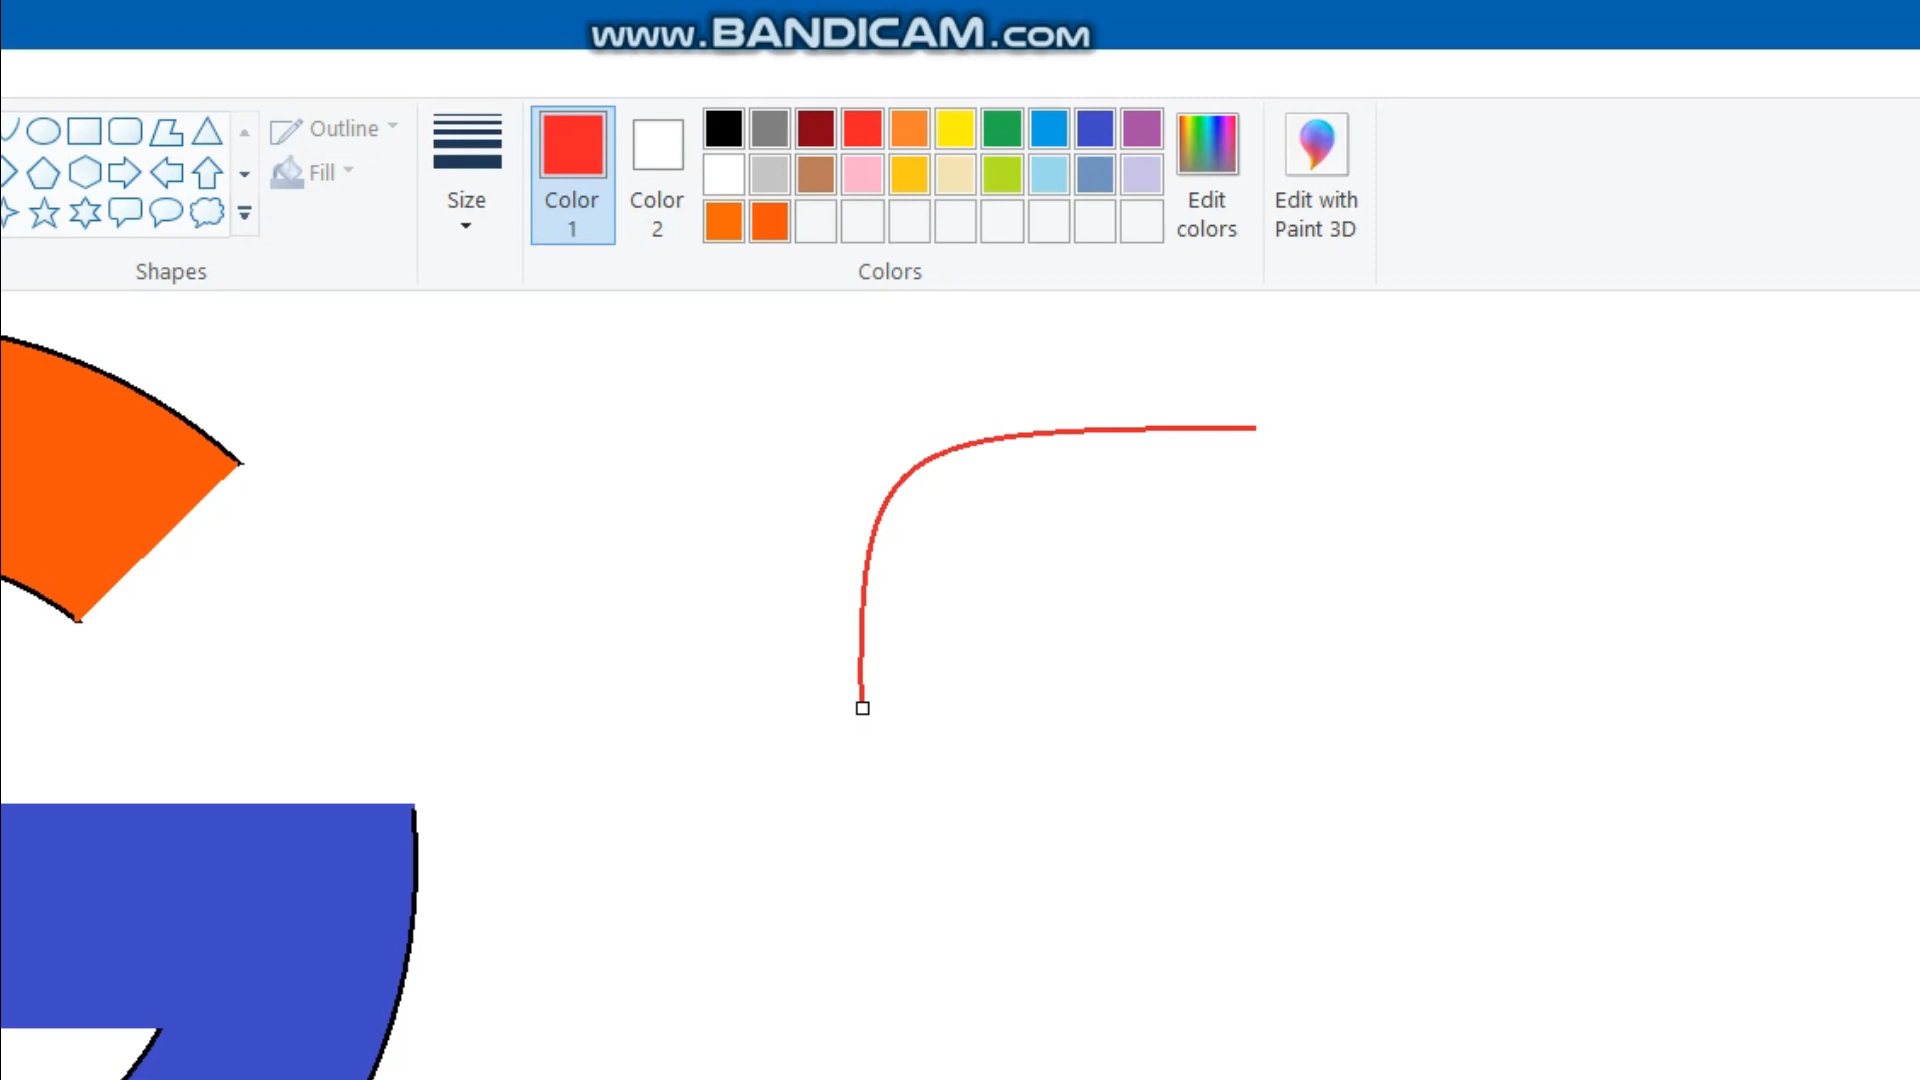 www.BANDICAM.com
Outline
Fill
Size
Color 1
Color 2
Edit colors
Edit with Paint 3D
Shapes
Colors